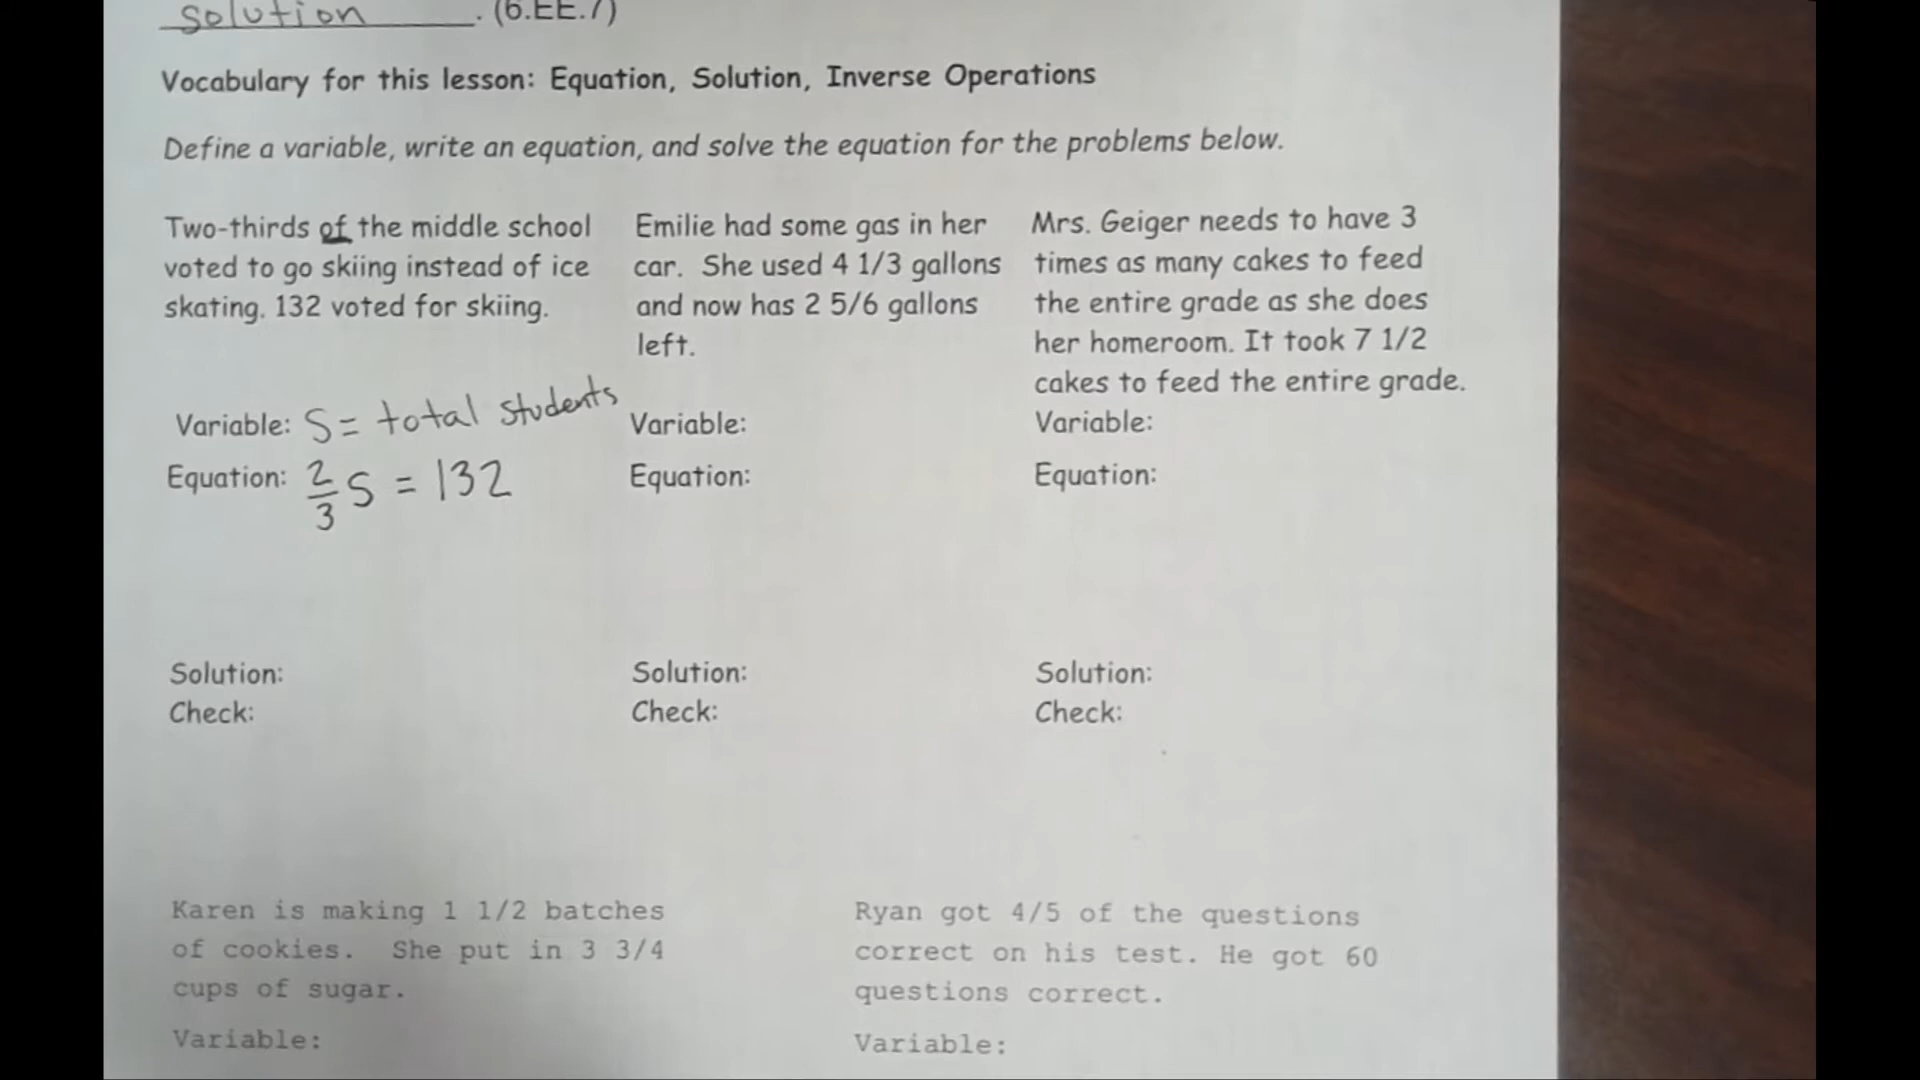 solution. (6.EE.7)
Vocabulary for this lesson: Equation, Solution, Inverse Operations
Define a variable, write an equation, and solve the equation for the problems below.
Two-thirds of the middle school
voted to go skiing instead of ice
skating. 132 voted for skiing.
Variable: S = total students
Equation: 2/3 S = 132
Solution:
Check:
Emilie had some gas in her
car. She used 4 1/3 gallons
and now has 2 5/6 gallons
left.
Variable:
Equation:
Solution:
Check:
Mrs. Geiger needs to have 3
times as many cakes to feed
the entire grade as she does
her homeroom. It took 7 1/2
cakes to feed the entire grade.
Variable:
Equation:
Solution:
Check:
Karen is making 1 1/2 batches
of cookies. She put in 3 3/4
cups of sugar.
Variable:
Ryan got 4/5 of the questions
correct on his test. He got 60
questions correct.
Variable: